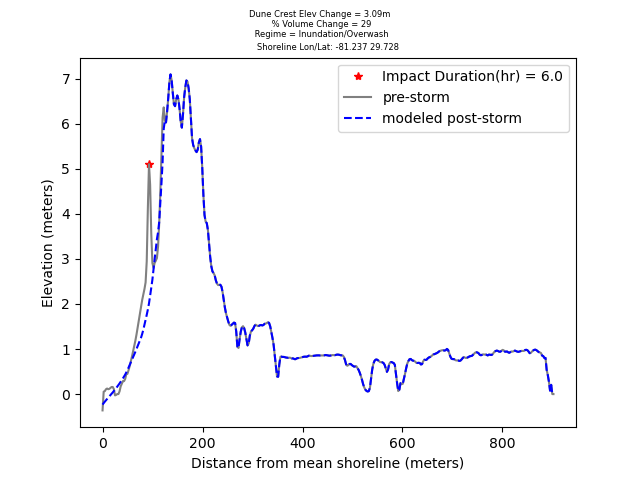 Dune Crest Elev Change = 3.09m
% Volume Change = 29
Regime = Inundation/Overwash
Shoreline Lon/Lat: -81.237 29.728
Impact Duration(hr) = 6.0
pre-storm
modeled post-storm
Elevation (meters)
7
6
5
4
3
2
1
0
0 200 400 600 800
Distance from mean shoreline (meters)